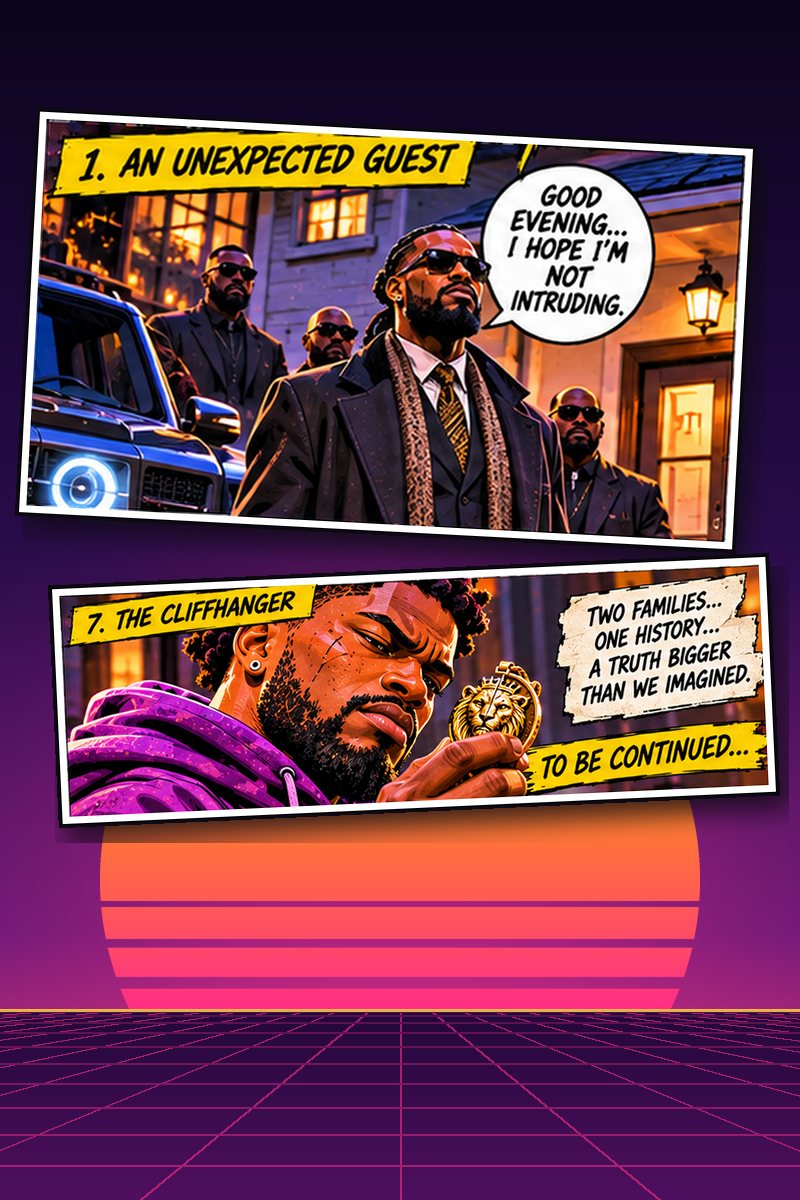 1. AN UNEXPECTED GUEST
GOOD
EVENING...
I HOPE I'M
NOT
INTRUDING.
7. THE CLIFFHANGER
TWO FAMILIES...
ONE HISTORY...
A TRUTH BIGGER
THAN WE IMAGINED.
TO BE CONTINUED...